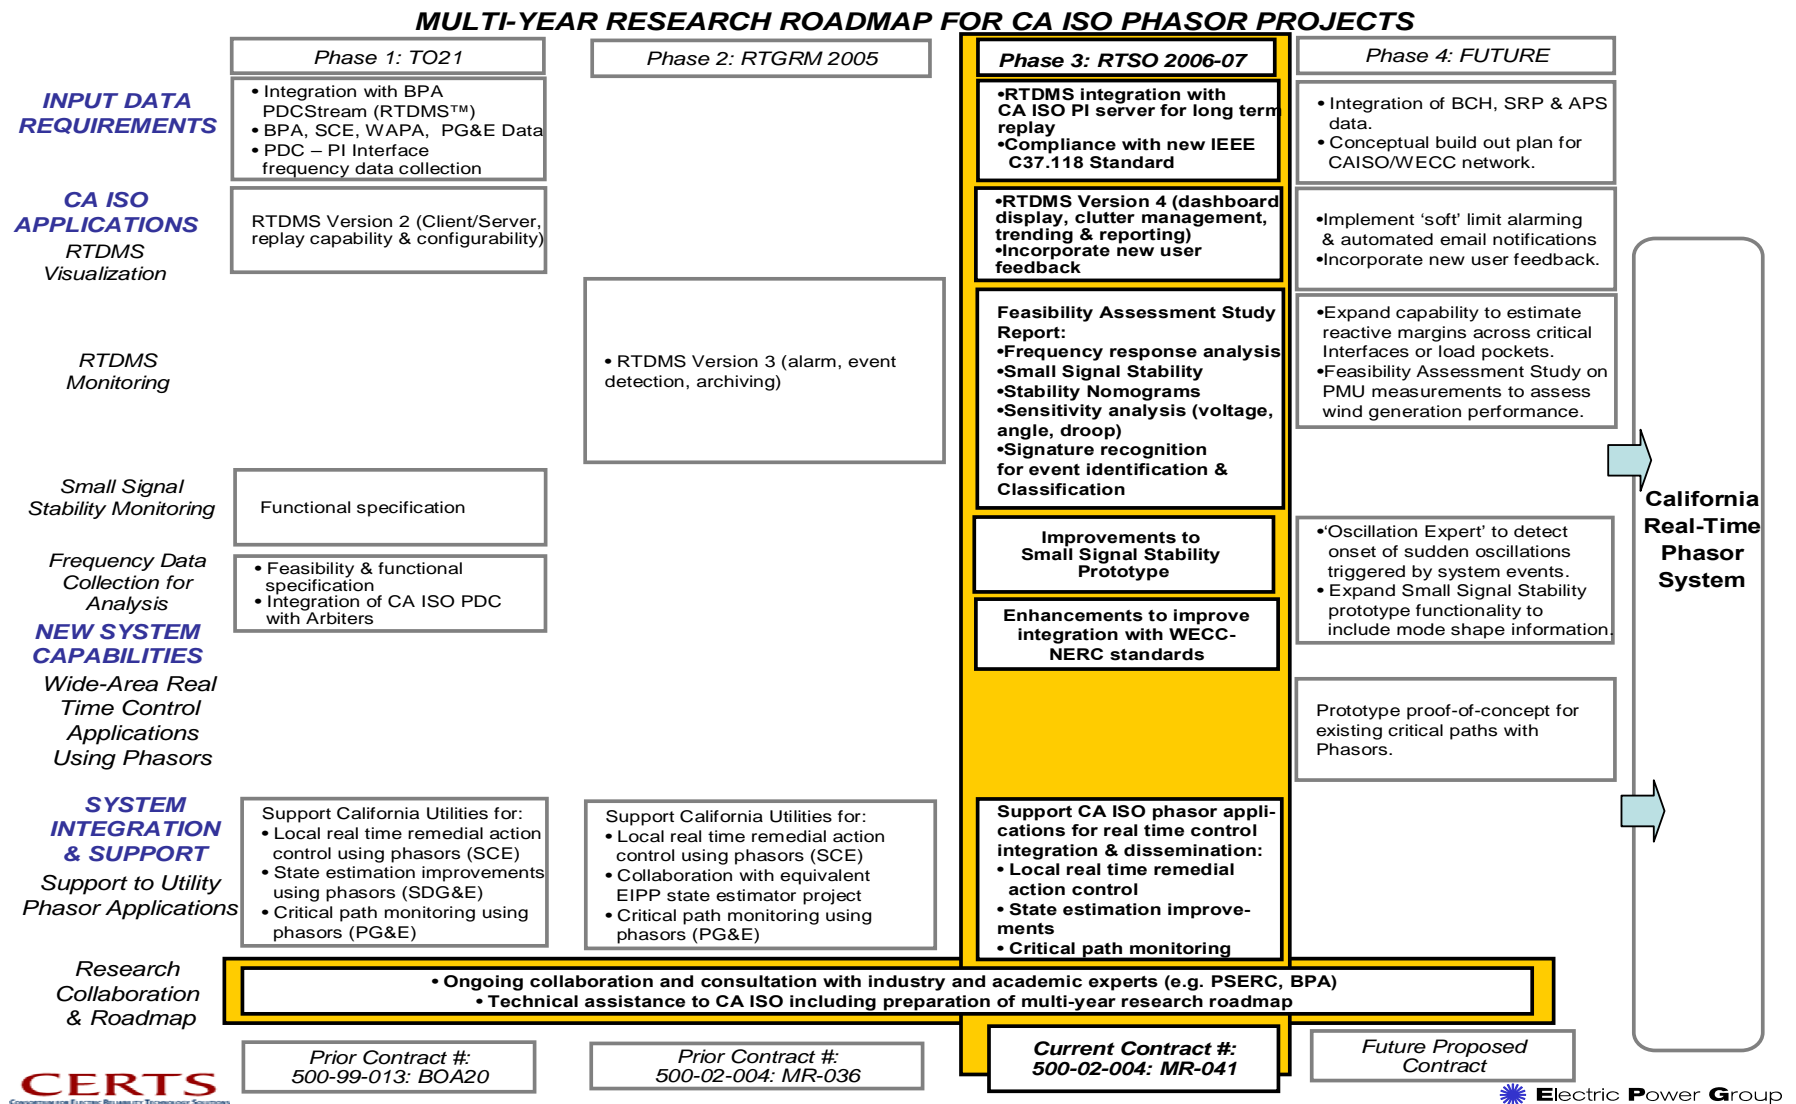 MULTI-YEAR RESEARCH ROADMAP FOR CA ISO PHASOR PROJECTS
Phase 1: TO21
Phase 2: RTGRM 2005
Phase 3: RTSO 2006-07
Phase 4: FUTURE
INPUT DATA
REQUIREMENTS
• Integration with BPA
PDCStream (RTDMS™)
• BPA, SCE, WAPA, PG&E Data
• PDC – PI Interface
frequency data collection
•RTDMS integration with
CA ISO PI server for long term
replay
•Compliance with new IEEE
C37.118 Standard
• Integration of BCH, SRP & APS
data.
• Conceptual build out plan for
CAISO/WECC network.
CA ISO
APPLICATIONS
RTDMS
Visualization
RTDMS Version 2 (Client/Server,
replay capability & configurability)
•RTDMS Version 4 (dashboard
display, clutter management,
trending & reporting)
•Incorporate new user
feedback
•Implement ‘soft’ limit alarming
& automated email notifications
•Incorporate new user feedback.
RTDMS
Monitoring
• RTDMS Version 3 (alarm, event
detection, archiving)
Feasibility Assessment Study
Report:
•Frequency response analysis
•Small Signal Stability
•Stability Nomograms
•Sensitivity analysis (voltage,
angle, droop)
•Signature recognition
for event identification &
Classification
•Expand capability to estimate
reactive margins across critical
Interfaces or load pockets.
•Feasibility Assessment Study on
PMU measurements to assess
wind generation performance.
Small Signal
Stability Monitoring
Functional specification
Improvements to
Small Signal Stability
Prototype
•‘Oscillation Expert’ to detect
onset of sudden oscillations
triggered by system events.
• Expand Small Signal Stability
prototype functionality to
include mode shape information.
Frequency Data
Collection for
Analysis
• Feasibility & functional
specification
• Integration of CA ISO PDC
with Arbiters
Enhancements to improve
integration with WECC-
NERC standards
NEW SYSTEM
CAPABILITIES
Wide-Area Real
Time Control
Applications
Using Phasors
Prototype proof-of-concept for
existing critical paths with
Phasors.
California
Real-Time
Phasor
System
SYSTEM
INTEGRATION
& SUPPORT
Support to Utility
Phasor Applications
Support California Utilities for:
• Local real time remedial action
control using phasors (SCE)
• State estimation improvements
using phasors (SDG&E)
• Critical path monitoring using
phasors (PG&E)
Support California Utilities for:
• Local real time remedial action
control using phasors (SCE)
• Collaboration with equivalent
EIPP state estimator project
• Critical path monitoring using
phasors (PG&E)
Support CA ISO phasor appli-
cations for real time control
integration & dissemination:
• Local real time remedial
action control
• State estimation improve-
ments
• Critical path monitoring
Research
Collaboration
& Roadmap
• Ongoing collaboration and consultation with industry and academic experts (e.g. PSERC, BPA)
• Technical assistance to CA ISO including preparation of multi-year research roadmap
Prior Contract #:
500-99-013: BOA20
Prior Contract #:
500-02-004: MR-036
Current Contract #:
500-02-004: MR-041
Future Proposed
Contract
CERTS
CONSORTIUM FOR ELECTRIC RELIABILITY TECHNOLOGY SOLUTIONS
Electric Power Group